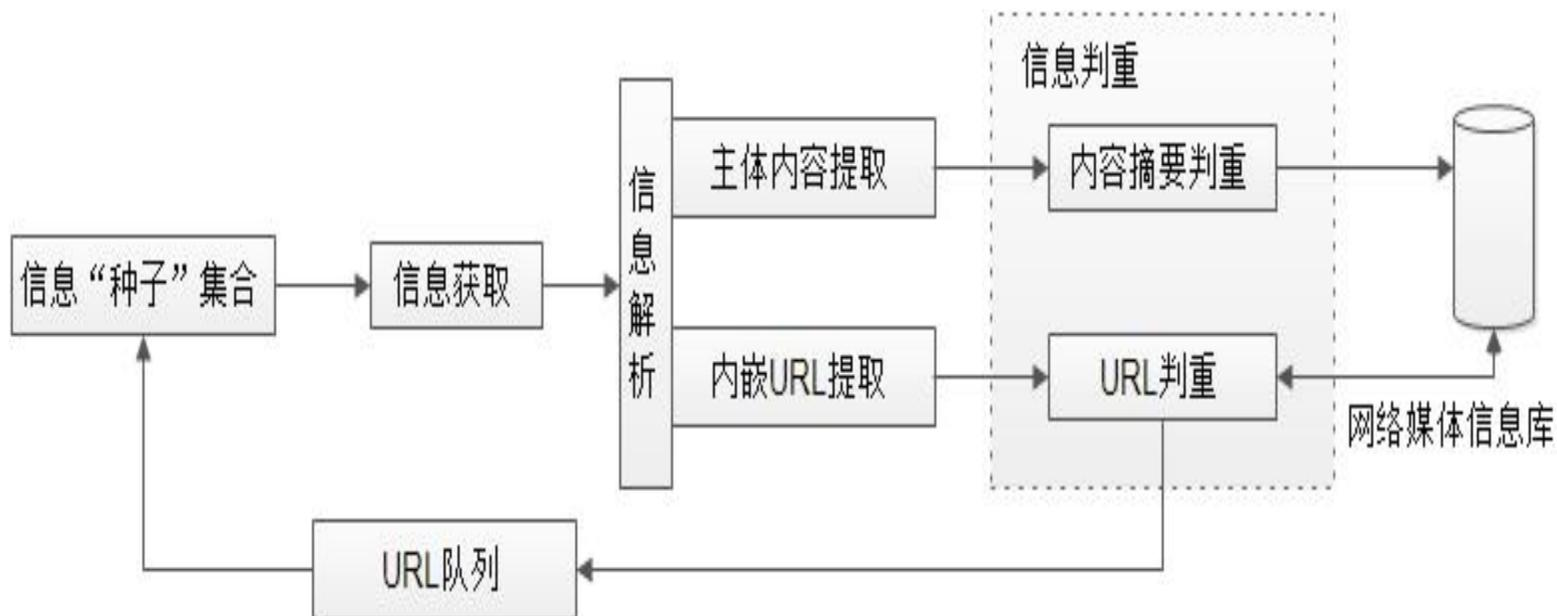 信息判重
主体内容提取
内容摘要判重
信息“种子”集合
信息获取
信息解析
内嵌URL提取
URL判重
网络媒体信息库
URL队列